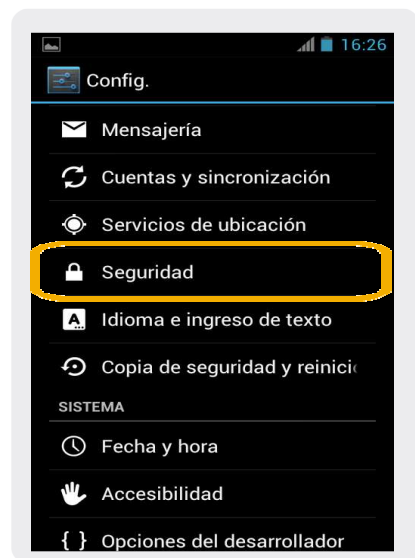 16:26
Config.
Mensajería
Cuentas y sincronización
Servicios de ubicación
Seguridad
A
Idioma e ingreso de texto
Copia de seguridad y reinici
SISTEMA
Fecha y hora
Accesibilidad
{ } Opciones del desarrollador